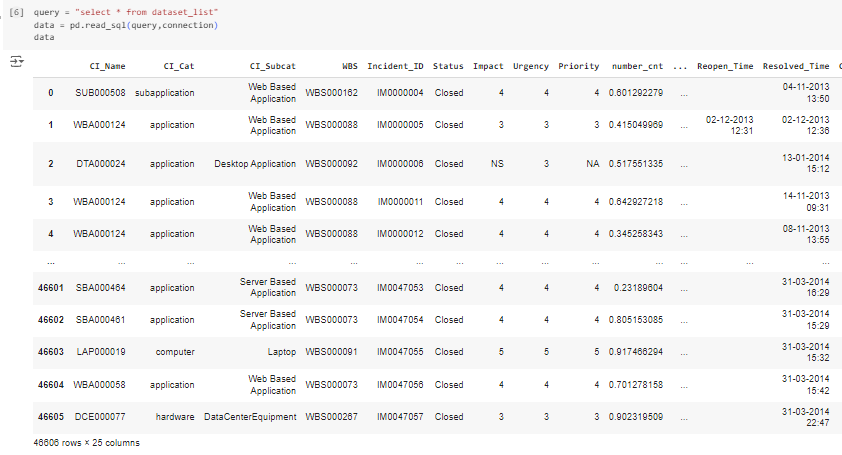 [6] query = "select * from dataset_list"
data = pd.read_sql(query,connection)
data
CI_Name CI_Cat CI_Subcat WBS Incident_ID Status Impact Urgency Priority number_cnt ... Reopen_Time Resolved_Time
0 SUB000508 subapplication Web Based Application WBS000162 IM0000004 Closed 4 4 4 0.601292279 ... 04-11-2013 13:50
1 WBA000124 application Web Based Application WBS000088 IM0000005 Closed 3 3 3 0.415049969 ... 02-12-2013 12:31 02-12-2013 12:36
2 DTA000024 application Desktop Application WBS000092 IM0000006 Closed NS 3 NA 0.517551335 ... 13-01-2014 15:12
3 WBA000124 application Web Based Application WBS000088 IM0000011 Closed 4 4 4 0.642927218 ... 14-11-2013 09:31
4 WBA000124 application Web Based Application WBS000088 IM0000012 Closed 4 4 4 0.345258343 ... 08-11-2013 13:55
... ... ... ... ... ... ... ... ... ... ... ... ... ...
46601 SBA000464 application Server Based Application WBS000073 IM0047053 Closed 4 4 4 0.23189604 ... 31-03-2014 16:29
46602 SBA000461 application Server Based Application WBS000073 IM0047054 Closed 4 4 4 0.805153085 ... 31-03-2014 15:29
46603 LAP000019 computer Laptop WBS000091 IM0047055 Closed 5 5 5 0.917466294 ... 31-03-2014 15:32
46604 WBA000058 application Web Based Application WBS000073 IM0047056 Closed 4 4 4 0.701278158 ... 31-03-2014 15:42
46605 DCE000077 hardware DataCenterEquipment WBS000267 IM0047057 Closed 3 3 3 0.902319509 ... 31-03-2014 22:47
46606 rows × 25 columns